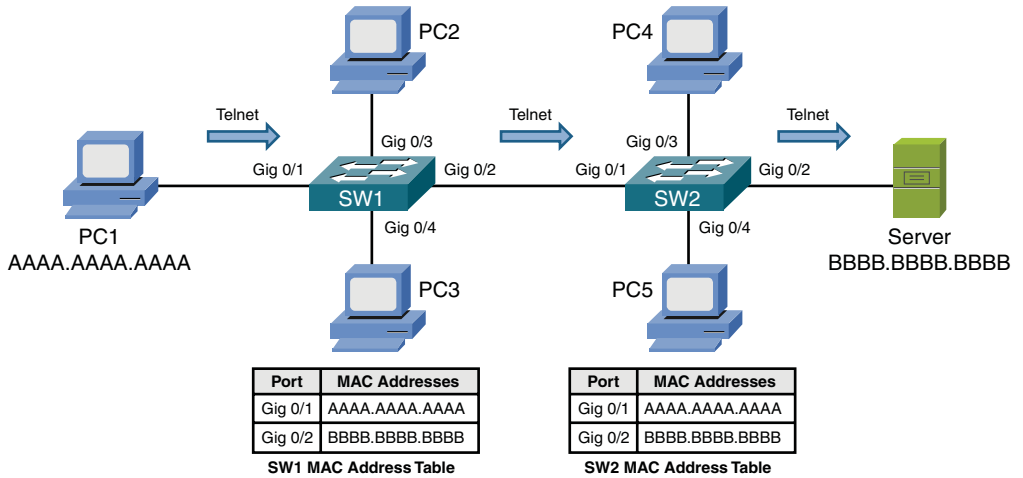 PC2
PC4
Telnet
Telnet
Telnet
Gig 0/3
Gig 0/3
Gig 0/1
Gig 0/2
Gig 0/1
Gig 0/2
SW1
SW2
Gig 0/4
Gig 0/4
PC1
AAAA.AAAA.AAAA
Server
BBBB.BBBB.BBBB
PC3
PC5
Port MAC Addresses
Gig 0/1 AAAA.AAAA.AAAA
Gig 0/2 BBBB.BBBB.BBBB
SW1 MAC Address Table
Port MAC Addresses
Gig 0/1 AAAA.AAAA.AAAA
Gig 0/2 BBBB.BBBB.BBBB
SW2 MAC Address Table